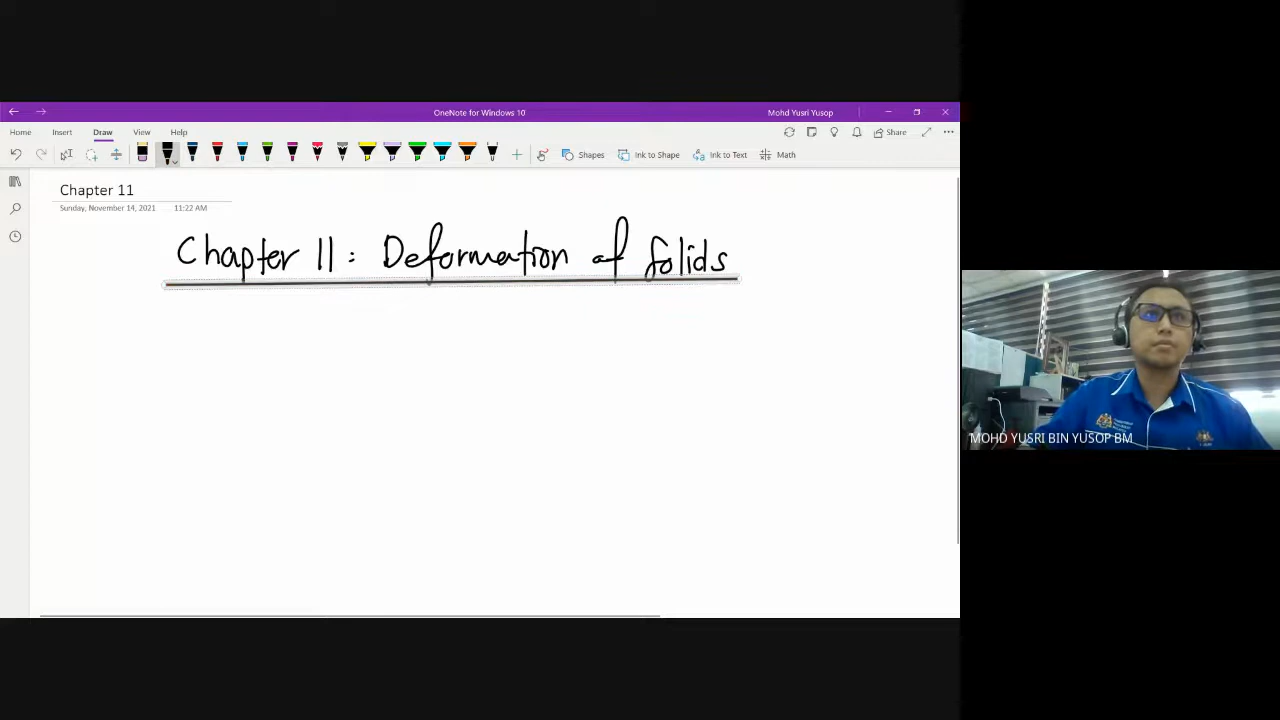 OneNote for Windows 10
Mohd Yusri Yusop
Home Insert Draw View Help
Share
Shapes Ink to Shape Ink to Text Math
Chapter 11
Sunday, November 14, 2021 11:22 AM
Chapter 11: Deformation of Solids
MOHD YUSRI BIN YUSOP BM